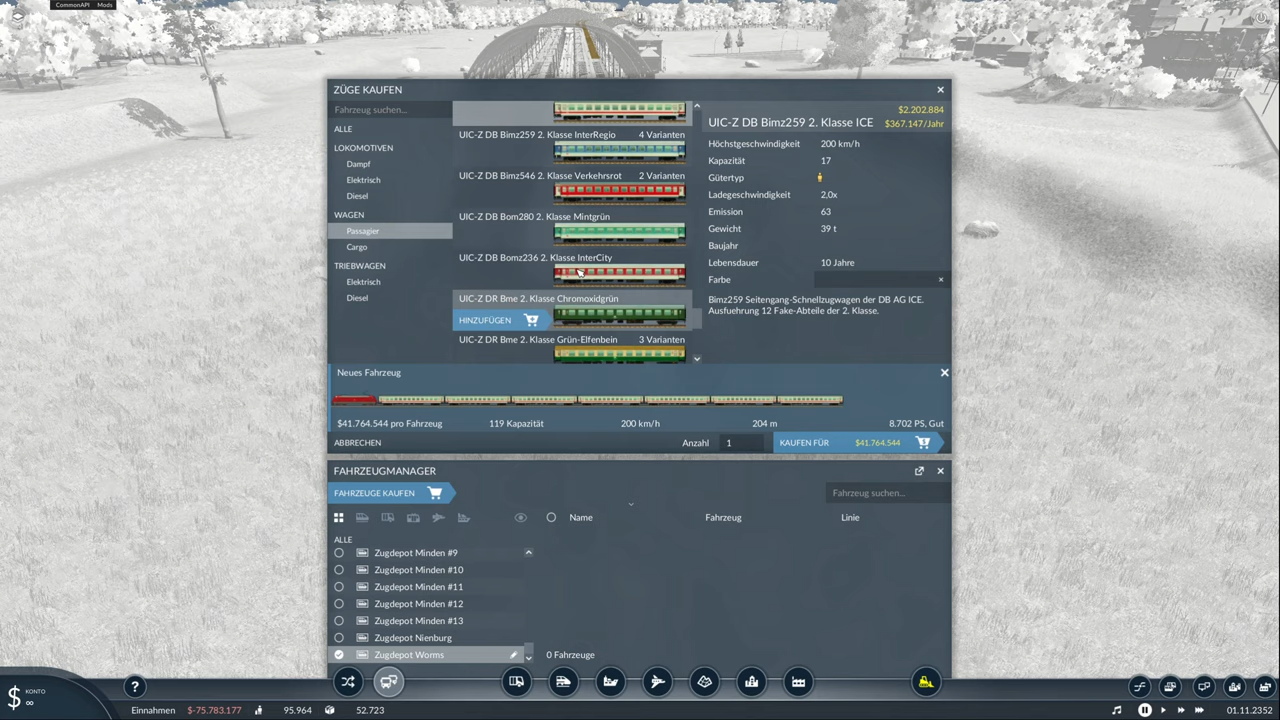 CommonAPI Mods
ZÜGE KAUFEN
Fahrzeug suchen...
ALLE
LOKOMOTIVEN
Dampf
Elektrisch
Diesel
WAGEN
Passagier
Cargo
TRIEBWAGEN
Elektrisch
Diesel
UIC-Z DB Bimz259 2. Klasse InterRegio 4 Varianten
UIC-Z DB Bimz546 2. Klasse Verkehrsrot 2 Varianten
UIC-Z DB Bom280 2. Klasse Mintgrün
UIC-Z DB Bomz236 2. Klasse InterCity
UIC-Z DR Bme 2. Klasse Chromoxidgrün
HINZUFÜGEN
UIC-Z DR Bme 2. Klasse Grün-Elfenbein 3 Varianten
$2.202.884
UIC-Z DB Bimz259 2. Klasse ICE $367.147/Jahr
Höchstgeschwindigkeit 200 km/h
Kapazität 17
Gütertyp
Ladegeschwindigkeit 2,0x
Emission 63
Gewicht 39 t
Baujahr
Lebensdauer 10 Jahre
Farbe
Bimz259 Seitengang-Schnellzugwagen der DB AG ICE.
Ausfuehrung 12 Fake-Abteile der 2. Klasse.
Neues Fahrzeug
$41.764.544 pro Fahrzeug 119 Kapazität 200 km/h 204 m 8.702 PS, Gut
ABBRECHEN Anzahl 1 KAUFEN FÜR $41.764.544
FAHRZEUGMANAGER
FAHRZEUGE KAUFEN Fahrzeug suchen...
Name Fahrzeug Linie
ALLE
Zugdepot Minden #9
Zugdepot Minden #10
Zugdepot Minden #11
Zugdepot Minden #12
Zugdepot Minden #13
Zugdepot Nienburg
Zugdepot Worms 0 Fahrzeuge
$ KONTO
∞
?
Einnahmen $-75.783.177 95.964 52.723 01.11.2352